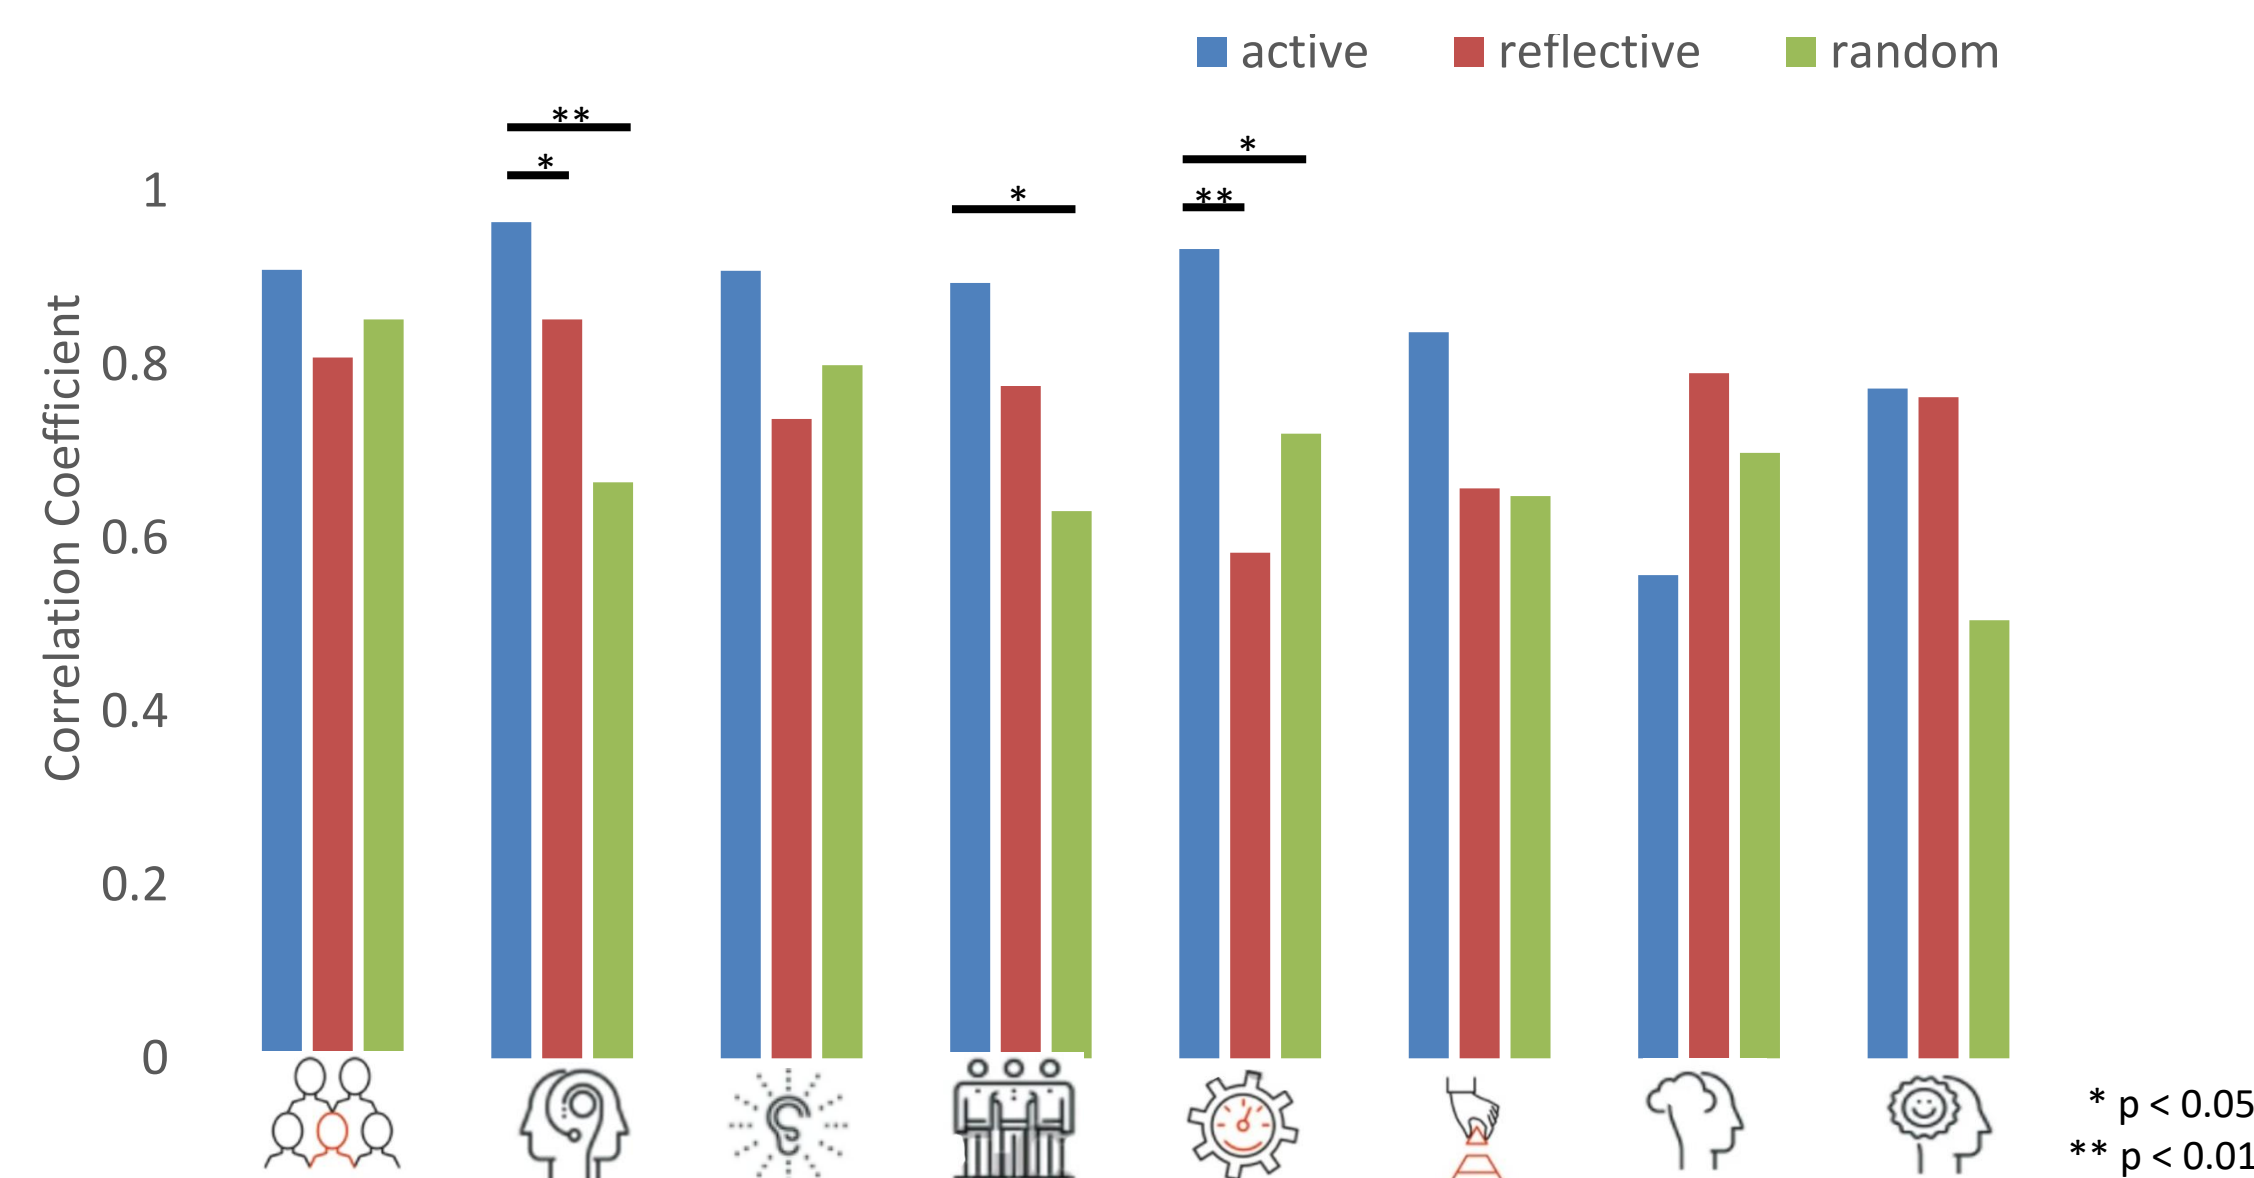 active reflective random
**
*
*
**
*
1
0.8
0.6
0.4
0.2
0
Correlation Coefficient
* p < 0.05
** p < 0.01